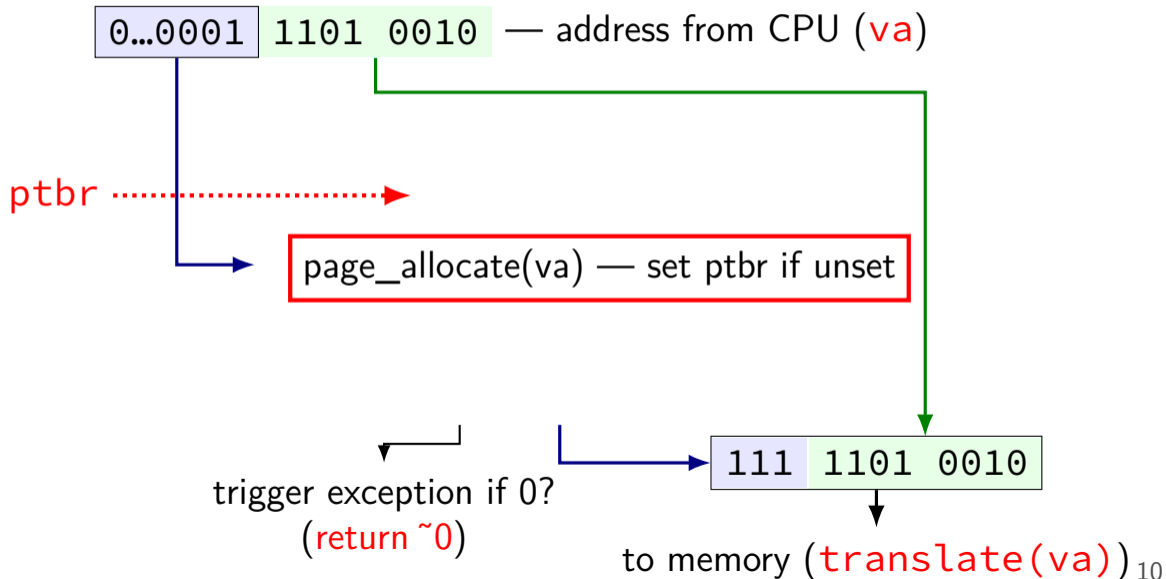 0…0001 1101 0010 — address from CPU (va)
ptbr
page_allocate(va) — set ptbr if unset
111 1101 0010
trigger exception if 0?
(return ~0)
to memory (translate(va))
10